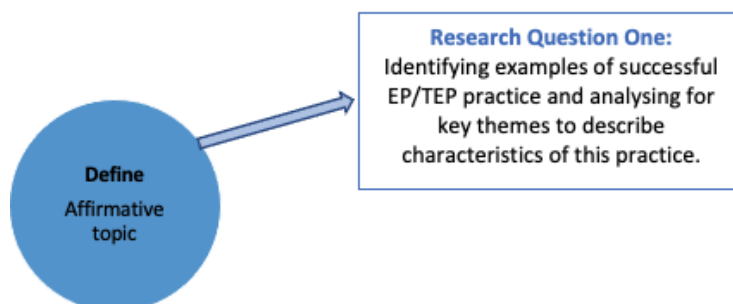 Research Question One:
Identifying examples of successful
EP/TEP practice and analysing for
key themes to describe
characteristics of this practice.
Define
Affirmative
topic